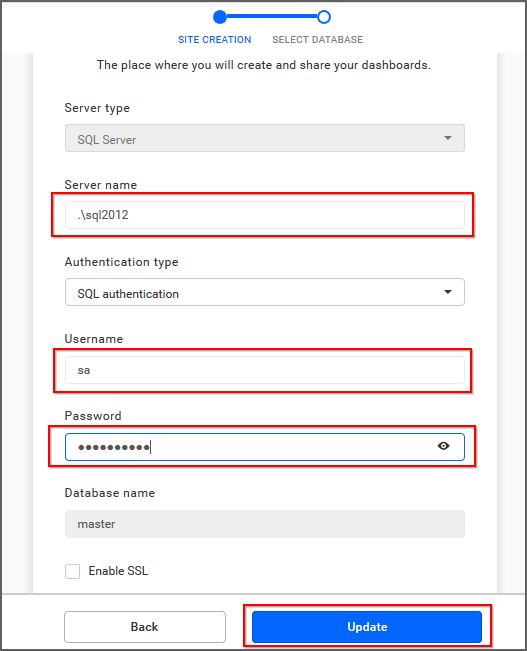 SITE CREATION SELECT DATABASE
The place where you will create and share your dashboards.
Server type
SQL Server
Server name
.\sql2012
Authentication type
SQL authentication
Username
sa
Password
●●●●●●●●●●
Database name
master
Enable SSL
Back Update